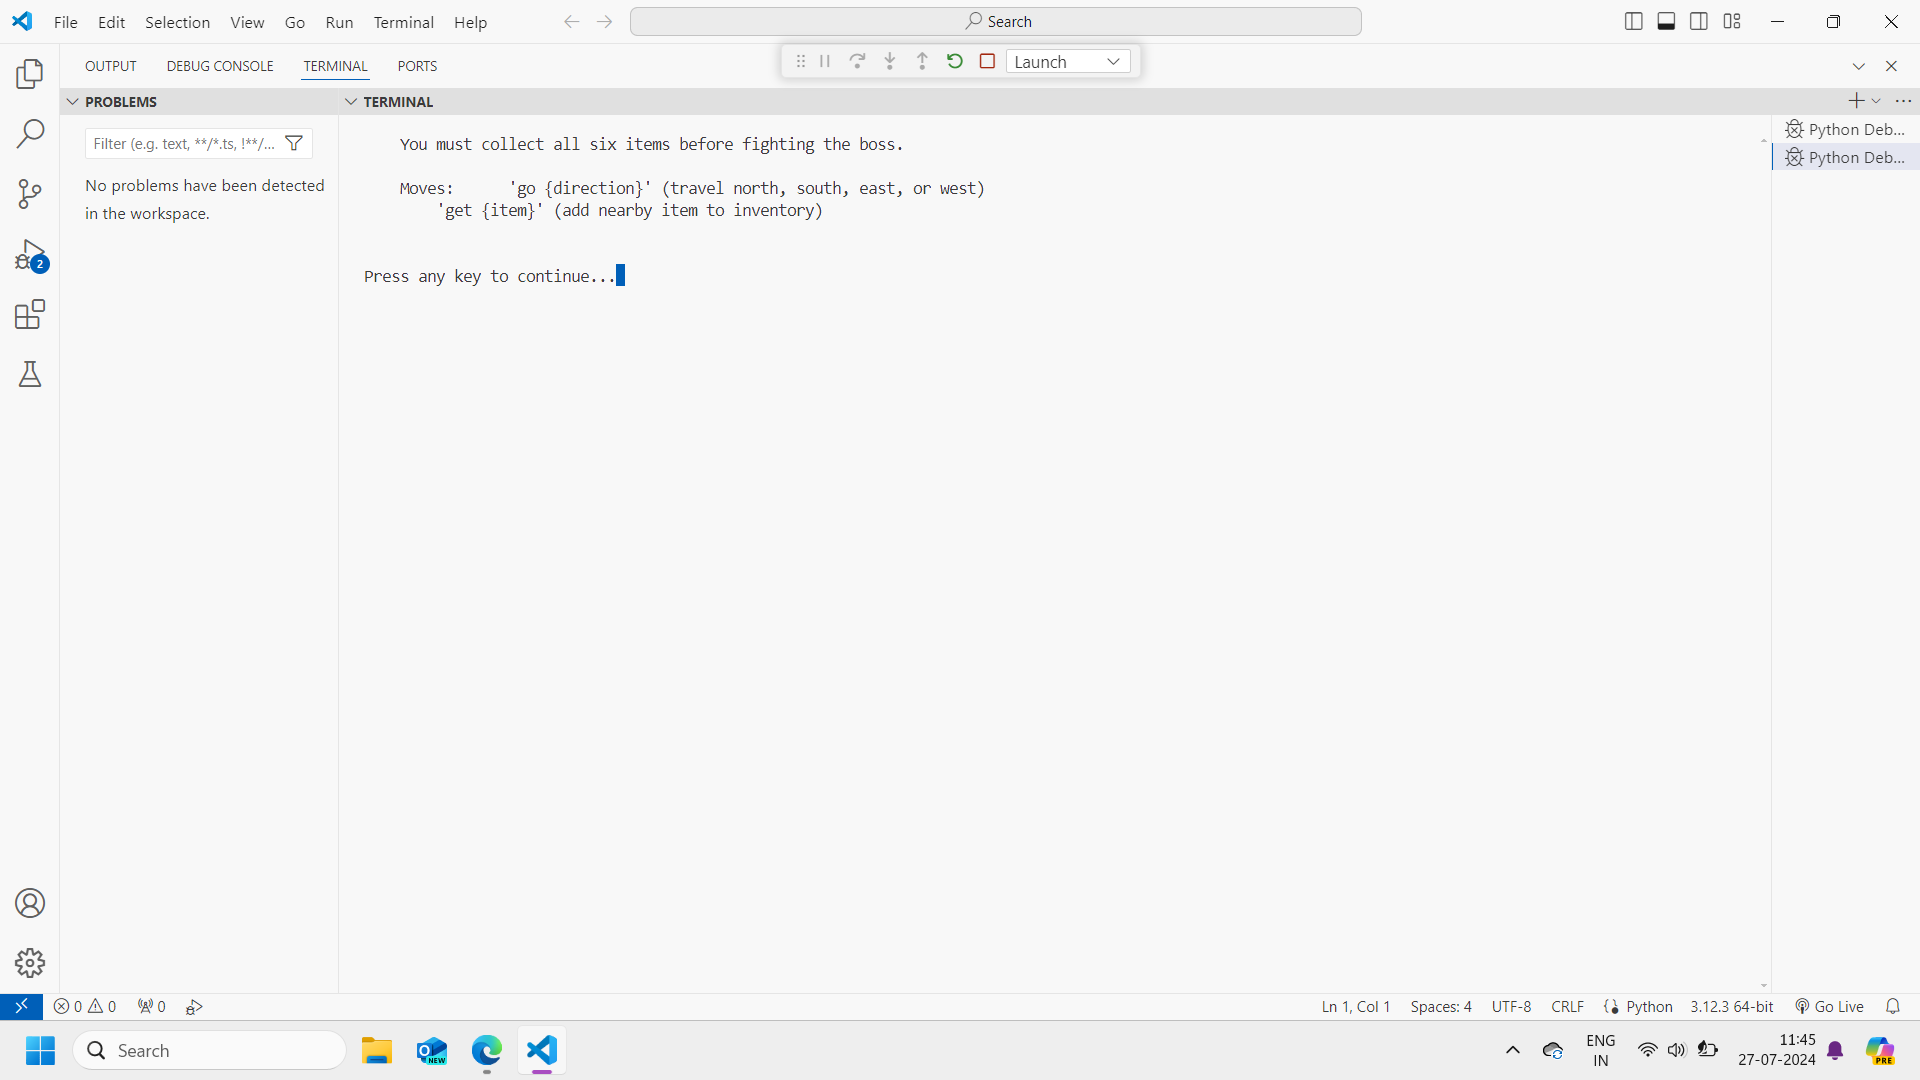 File Edit Selection View Go Run Terminal Help
Search
OUTPUT DEBUG CONSOLE TERMINAL PORTS
Launch
PROBLEMS
TERMINAL
Filter (e.g. text, **/*.ts, !**/...
No problems have been detected
in the workspace.
You must collect all six items before fighting the boss.
Moves: 'go {direction}' (travel north, south, east, or west)
'get {item}' (add nearby item to inventory)
Press any key to continue...
Python Deb...
Python Deb...
2
0 0 0
Ln 1, Col 1 Spaces: 4 UTF-8 CRLF Python 3.12.3 64-bit Go Live
Search
NEW
ENG
IN
11:45
27-07-2024
PRE